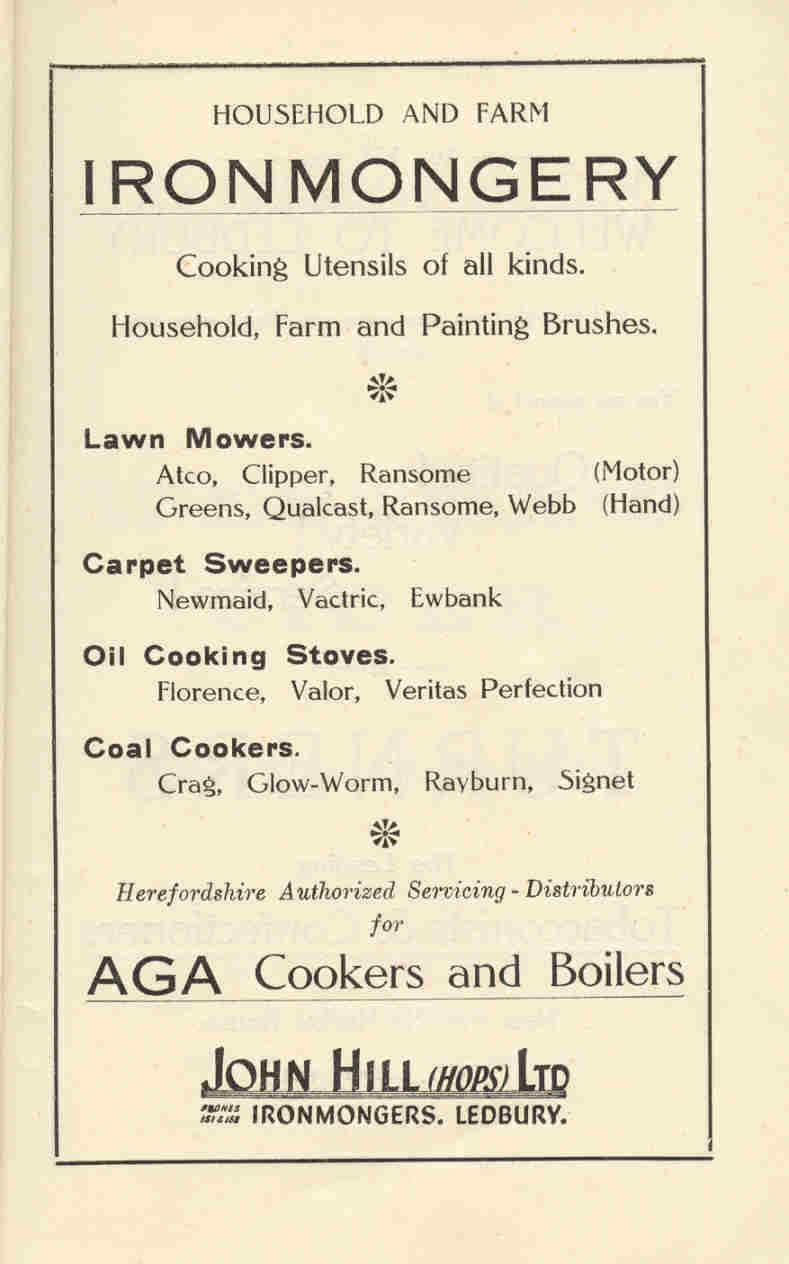 HOUSEHOLD AND FARM
IRONMONGERY
Cooking Utensils of all kinds.
Household, Farm and Painting Brushes.
Lawn Mowers.
Atco, Clipper, Ransome (Motor)
Greens, Qualcast, Ransome, Webb (Hand)
Carpet Sweepers.
Newmaid, Vactric, Ewbank
Oil Cooking Stoves.
Florence, Valor, Veritas Perfection
Coal Cookers.
Crag, Glow-Worm, Rayburn, Signet
Herefordshire Authorized Servicing - Distributors
for
AGA Cookers and Boilers
JOHN HILL (HOPS) LTD
PHONES
IRONMONGERS. LEDBURY.